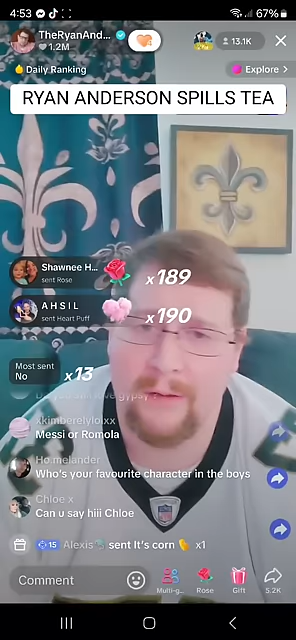 4:53
67%
TheRyanAnd...
1.2M
13.1K
Daily Ranking
Explore >
RYAN ANDERSON SPILLS TEA
Shawnee H...
sent Rose
x189
A H S I L
sent Heart Puff
x190
Most sent
No
x13
xkimberelyloixx
Messi or Romola
Ho melander
Who's your favourite character in the boys
Chloe x
Can u say hiii Chloe
15 Alexis sent It's corn x1
Comment
Multi-g...
Rose
Gift
5.2K